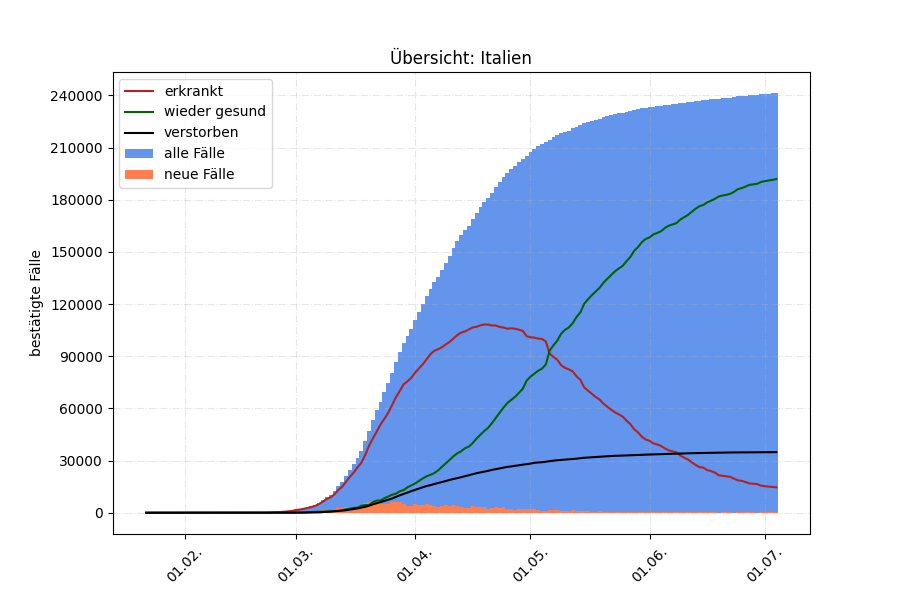 Übersicht: Italien
erkrankt
wieder gesund
verstorben
alle Fälle
neue Fälle
bestätigte Fälle
240000
210000
180000
150000
120000
90000
60000
30000
0
01.02.
01.03.
01.04.
01.05.
01.06.
01.07.